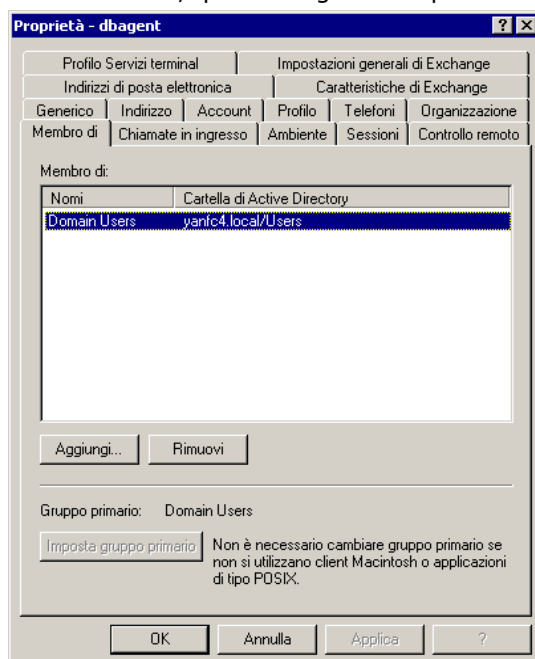 Proprietà - dbagent
Profilo Servizi terminal Impostazioni generali di Exchange
Indirizzi di posta elettronica Caratteristiche di Exchange
Generico Indirizzo Account Profilo Telefoni Organizzazione
Membro di Chiamate in ingresso Ambiente Sessioni Controllo remoto
Membro di:
Nomi Cartella di Active Directory
Domain Users yanfc4.local/Users
Aggiungi... Rimuovi
Gruppo primario: Domain Users
Imposta gruppo primario
Non è necessario cambiare gruppo primario se
non si utilizzano client Macintosh o applicazioni
di tipo POSIX.
OK Annulla Applica ?